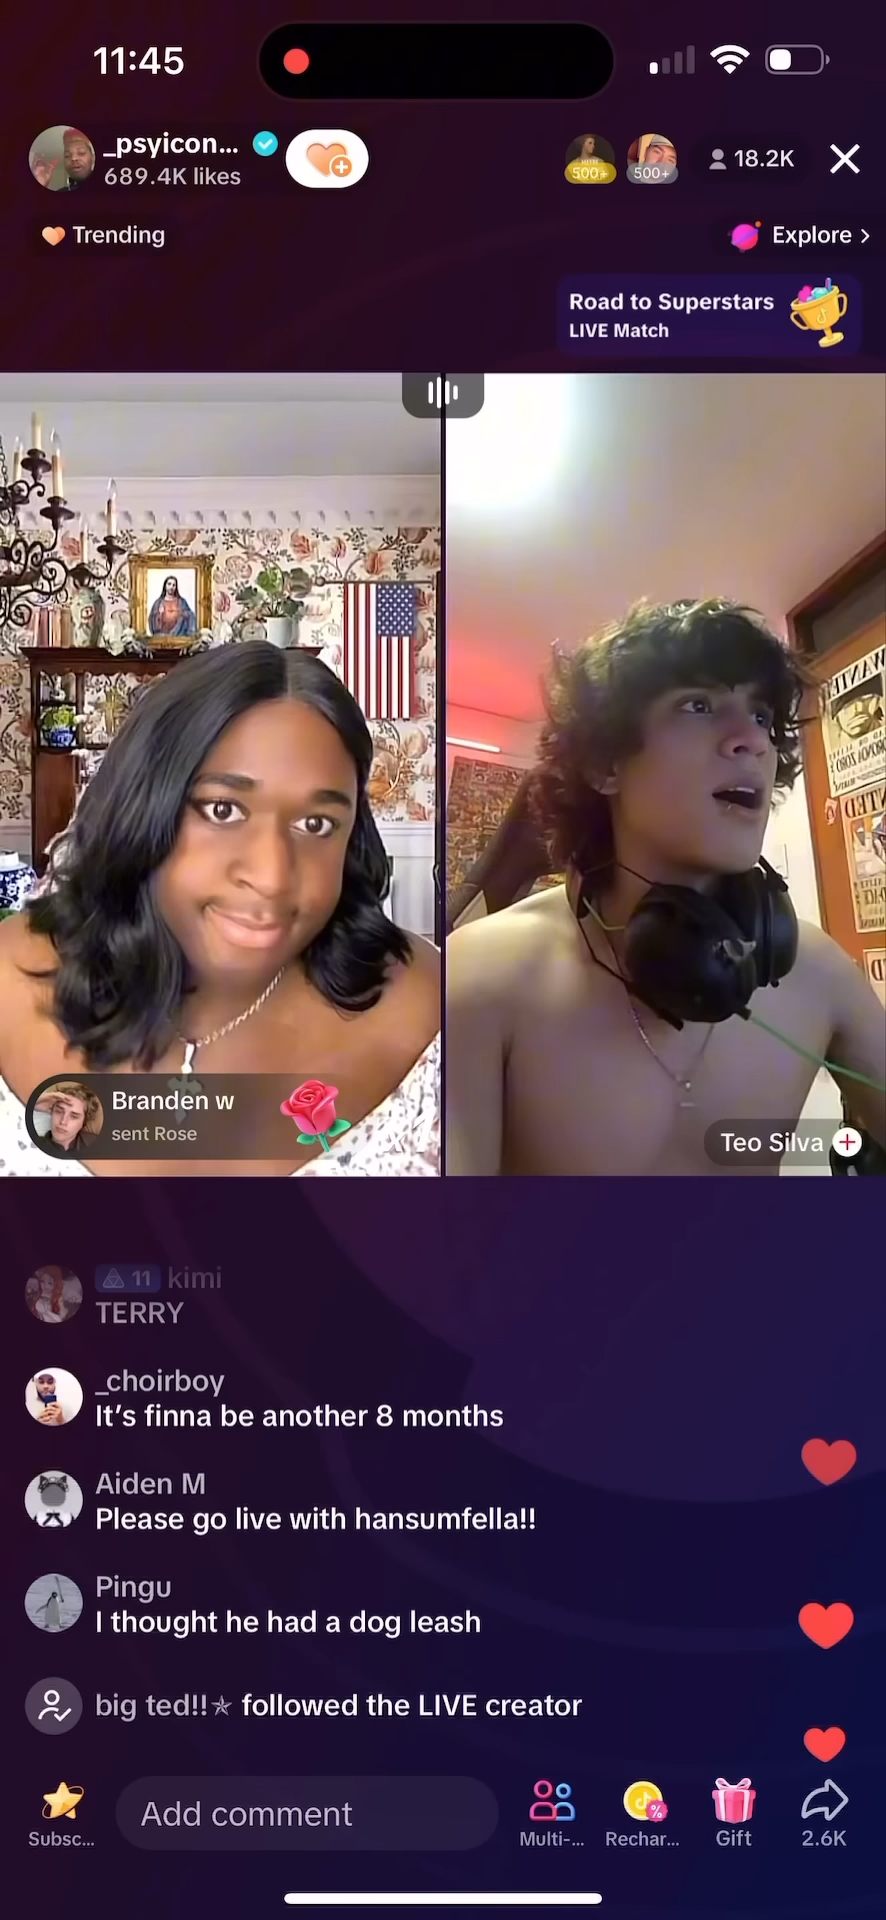 11:45
_psyicon...
689.4K likes
500+
500+
18.2K
Trending
Explore >
Road to Superstars
LIVE Match
WANTED
Branden w
sent Rose
Teo Silva +
11 kimi
TERRY
_choirboy
It's finna be another 8 months
Aiden M
Please go live with hansumfella!!
Pingu
I thought he had a dog leash
big ted!!✯ followed the LIVE creator
Add comment
Subsc...
Multi-...
Rechar...
Gift
2.6K